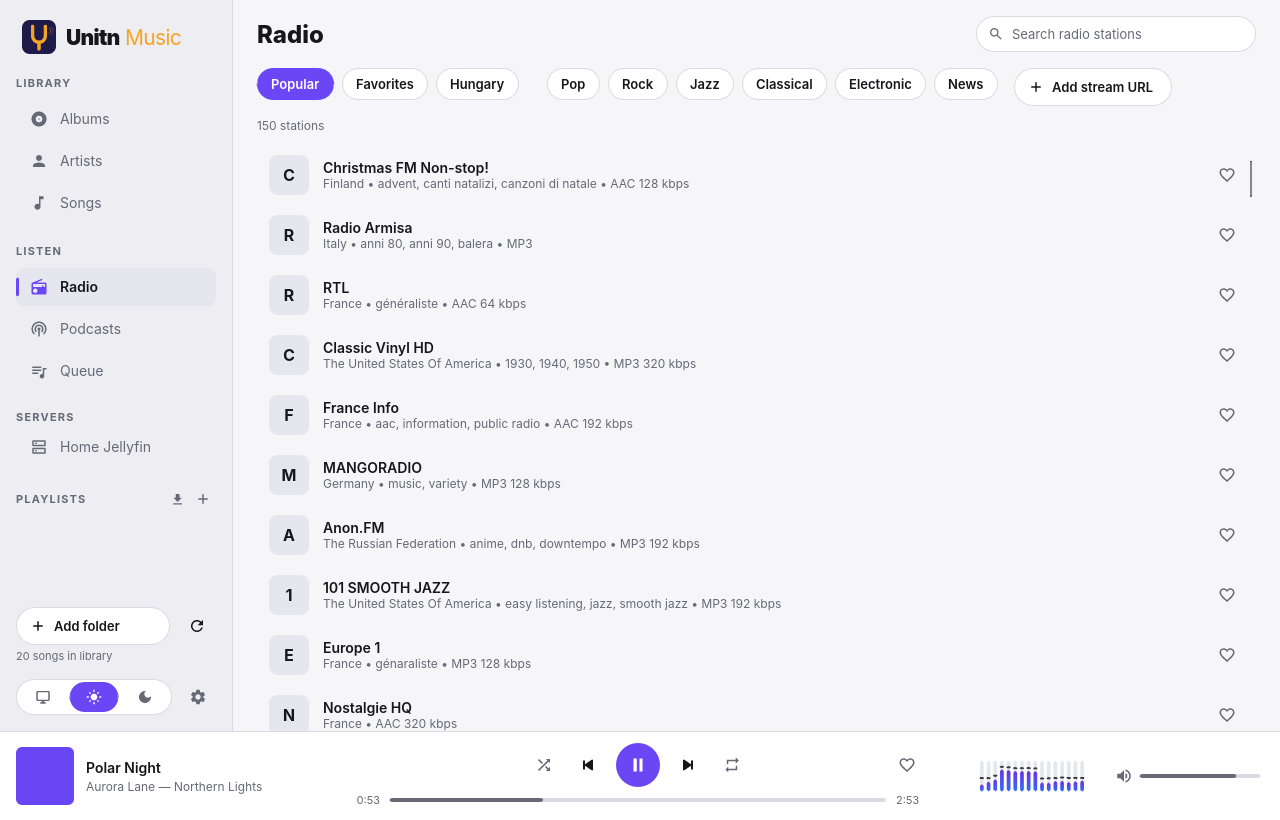 Unitn Music
LIBRARY
Albums
Artists
Songs
LISTEN
Radio
Podcasts
Queue
SERVERS
Home Jellyfin
PLAYLISTS
Add folder
20 songs in library
Radio
Search radio stations
Popular
Favorites
Hungary
Pop
Rock
Jazz
Classical
Electronic
News
Add stream URL
150 stations
C
Christmas FM Non-stop!
Finland • advent, canti natalizi, canzoni di natale • AAC 128 kbps
R
Radio Armisa
Italy • anni 80, anni 90, balera • MP3
R
RTL
France • généraliste • AAC 64 kbps
C
Classic Vinyl HD
The United States Of America • 1930, 1940, 1950 • MP3 320 kbps
F
France Info
France • aac, information, public radio • AAC 192 kbps
M
MANGORADIO
Germany • music, variety • MP3 128 kbps
A
Anon.FM
The Russian Federation • anime, dnb, downtempo • MP3 192 kbps
1
101 SMOOTH JAZZ
The United States Of America • easy listening, jazz, smooth jazz • MP3 192 kbps
E
Europe 1
France • génaraliste • MP3 128 kbps
N
Nostalgie HQ
France • AAC 320 kbps
Polar Night
Aurora Lane — Northern Lights
0:53
2:53